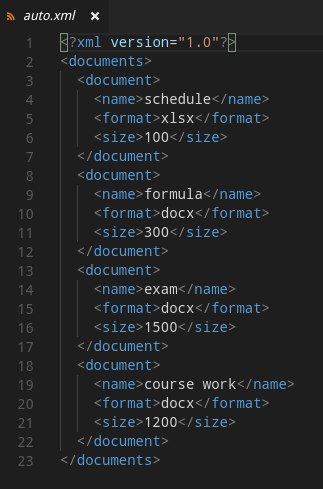 auto.xml ×
1 <?xml version="1.0"?>
2 <documents>
3 <document>
4 <name>schedule</name>
5 <format>xlsx</format>
6 <size>100</size>
7 </document>
8 <document>
9 <name>formula</name>
10 <format>docx</format>
11 <size>300</size>
12 </document>
13 <document>
14 <name>exam</name>
15 <format>docx</format>
16 <size>1500</size>
17 </document>
18 <document>
19 <name>course work</name>
20 <format>docx</format>
21 <size>1200</size>
22 </document>
23 </documents>